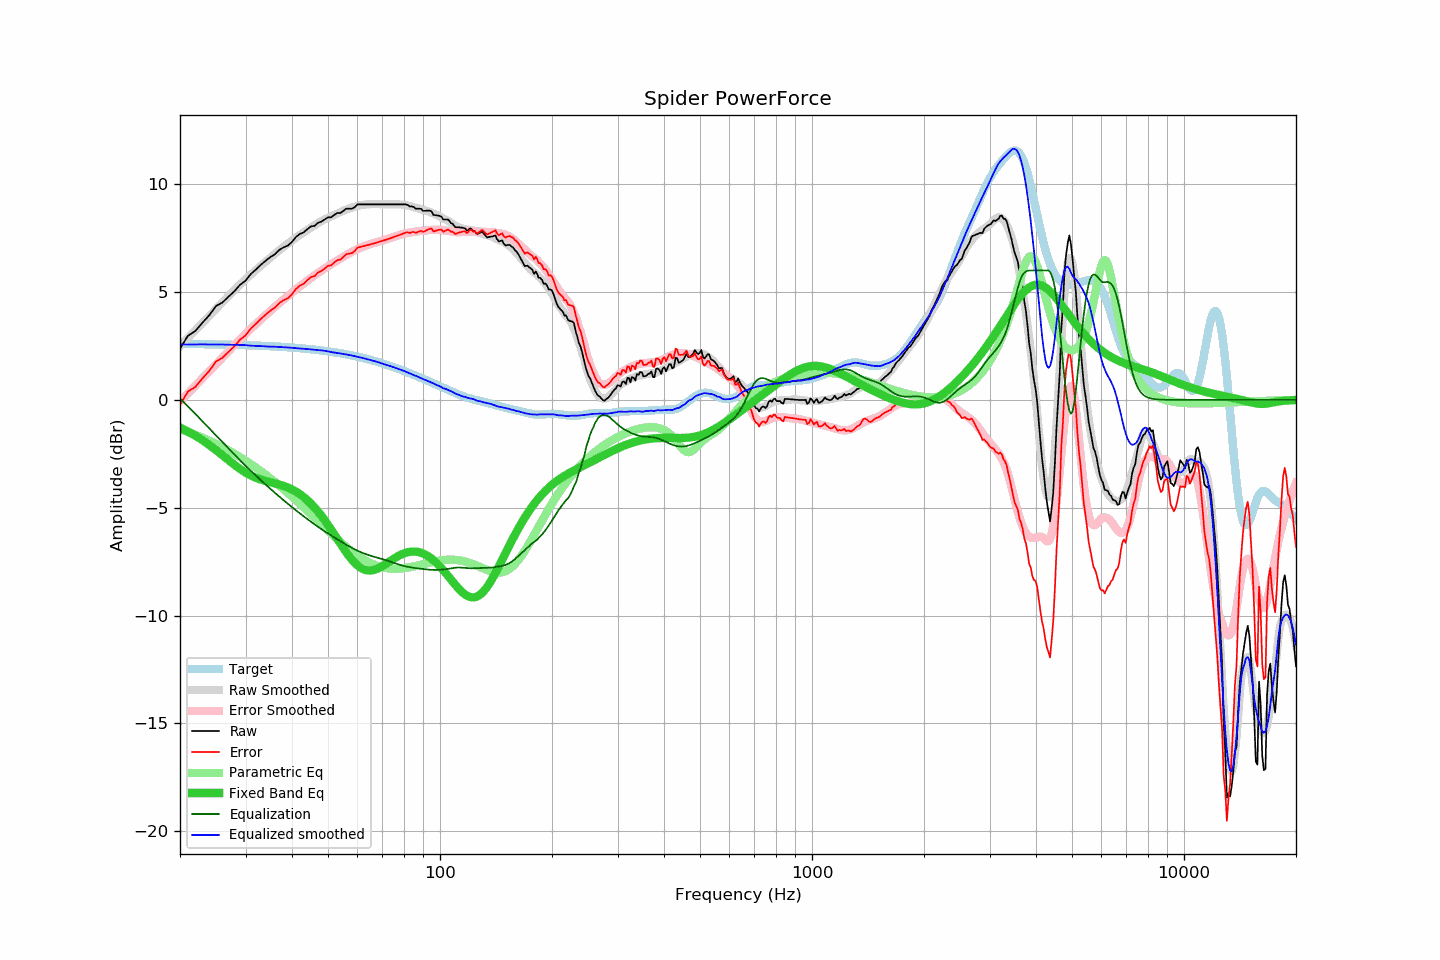 Spider PowerForce
10
5
0
−5
−10
−15
−20
Amplitude (dBr)
Target
Raw Smoothed
Error Smoothed
Raw
Error
Parametric Eq
Fixed Band Eq
Equalization
Equalized smoothed
100
1000
10000
Frequency (Hz)